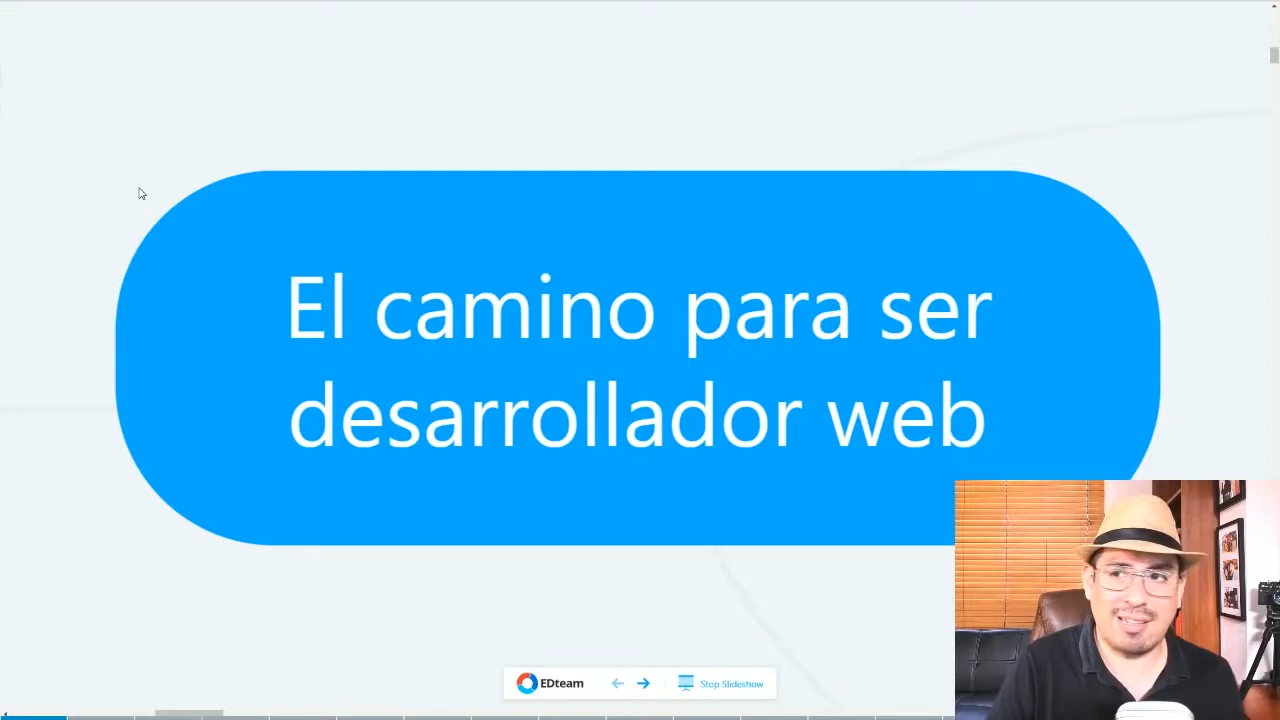 El camino para ser
desarrollador web
EDteam
Stop Slideshow